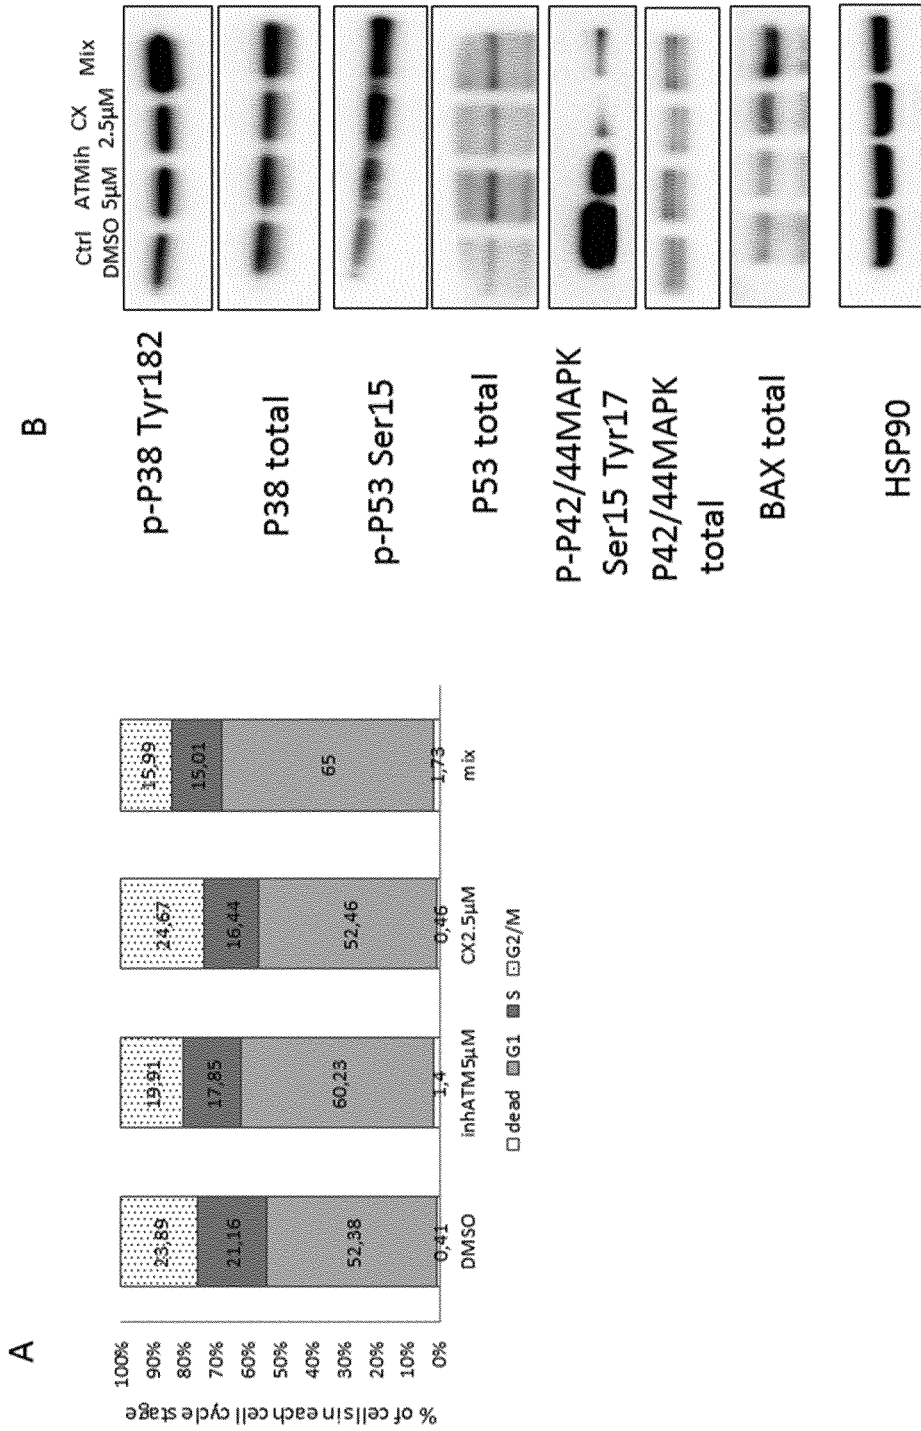 A
100%
90%
80%
70%
60%
50%
40%
30%
20%
10%
0%
% of cells in each cell cycle stage
23,89
21,16
52,38
0,41
19,91
17,85
60,23
1,4
24,67
16,44
52,46
0,46
15,99
15,01
65
1,73
DMSO
inhATM5µM
CX2.5µM
mix
dead G1 S G2/M
B
Ctrl ATMih CX Mix
DMSO 5µM 2.5µM
p-P38 Tyr182
P38 total
p-P53 Ser15
P53 total
P-P42/44MAPK
Ser15 Tyr17
P42/44MAPK
total
BAX total
HSP90